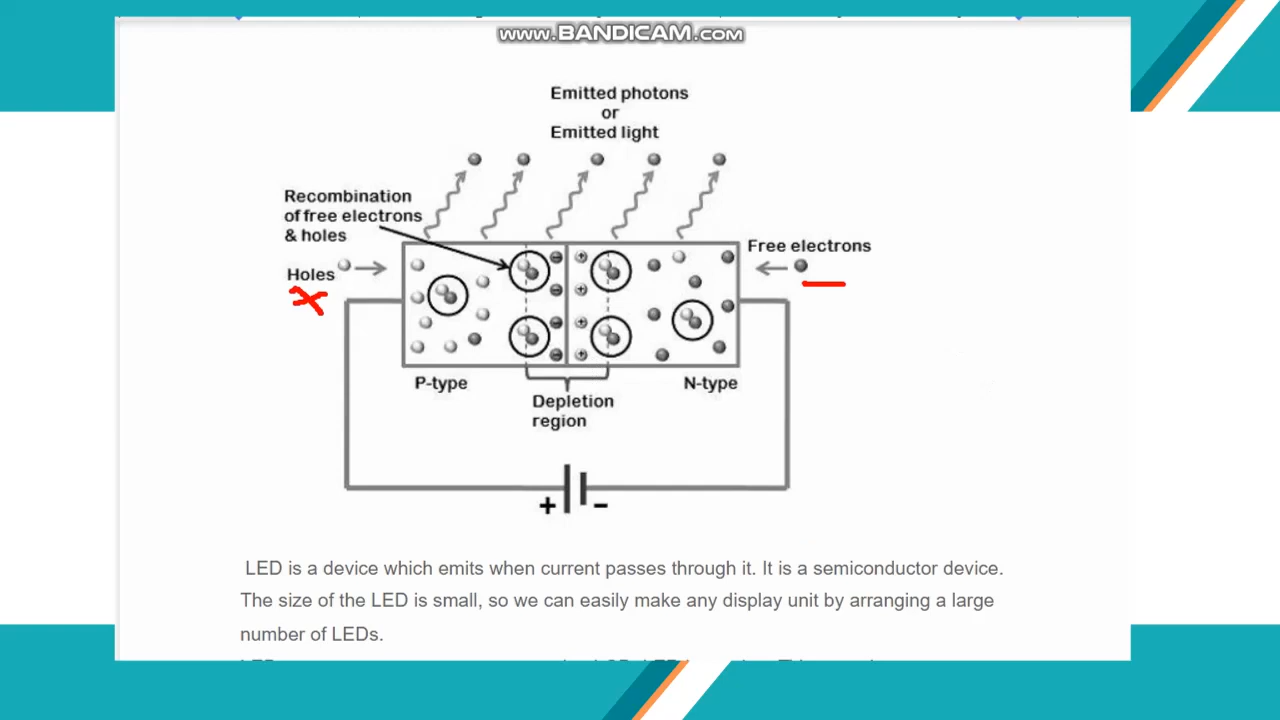 www.BANDICAM.com
Emitted photons
or
Emitted light
Recombination
of free electrons
& holes
Free electrons
Holes
P-type
N-type
Depletion
region
+ −
LED is a device which emits when current passes through it. It is a semiconductor device.
The size of the LED is small, so we can easily make any display unit by arranging a large
number of LEDs.